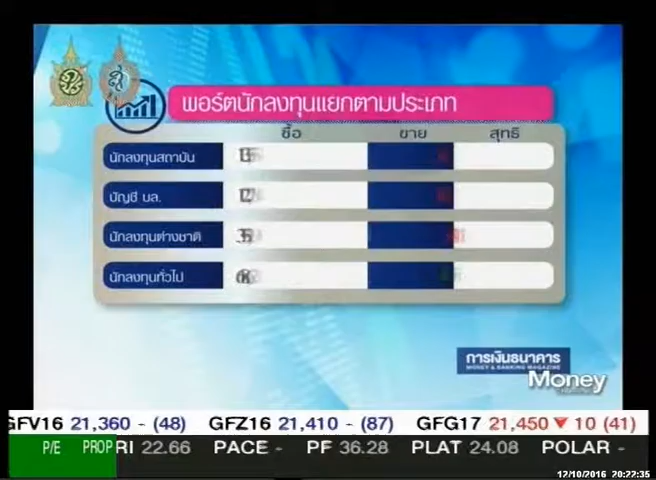 พอร์ตนักลงทุนแยกตามประเภท
ซื้อ ขาย สุทธิ
นักลงทุนสถาบัน
บัญชี บล.
นักลงทุนต่างชาติ
นักลงทุนทั่วไป
การเงินธนาคาร
MONEY & BANKING MAGAZINE
Money
GFV16 21,360 - (48) GFZ16 21,410 - (87) GFG17 21,450 ▼ 10 (41)
P/E PROP RI 22.66 PACE - PF 36.28 PLAT 24.08 POLAR -
12/10/2016 20:22:35